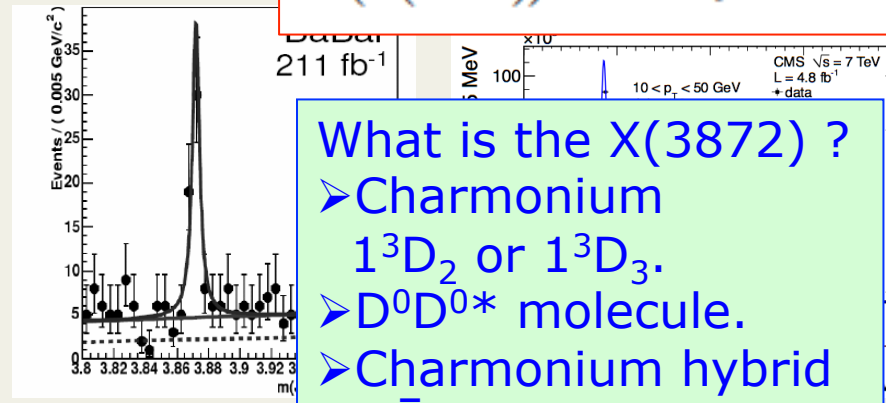 BaBar
211 fb⁻¹
Events / ( 0.005 GeV/c² )
35
30
25
20
15
10
5
0
3.8 3.82 3.84 3.86 3.88 3.9 3.92
m(
×10
100
CMS √s = 7 TeV
L = 4.8 fb⁻¹
10 < p_T < 50 GeV
data
MeV
What is the X(3872) ?
➢Charmonium
1³D₂ or 1³D₃.
➢D⁰D⁰* molecule.
➢Charmonium hybrid